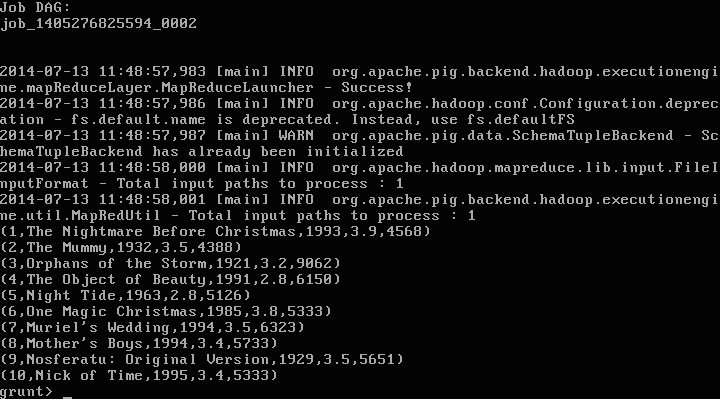 Job DAG:
job_1405276825594_0002
2014-07-13 11:48:57,983 [main] INFO  org.apache.pig.backend.hadoop.executionengi
ne.mapReduceLayer.MapReduceLauncher - Success!
2014-07-13 11:48:57,986 [main] INFO  org.apache.hadoop.conf.Configuration.deprec
ation - fs.default.name is deprecated. Instead, use fs.defaultFS
2014-07-13 11:48:57,987 [main] WARN  org.apache.pig.data.SchemaTupleBackend - Sc
hemaTupleBackend has already been initialized
2014-07-13 11:48:58,000 [main] INFO  org.apache.hadoop.mapreduce.lib.input.FileI
nputFormat - Total input paths to process : 1
2014-07-13 11:48:58,001 [main] INFO  org.apache.pig.backend.hadoop.executionengi
ne.util.MapRedUtil - Total input paths to process : 1
(1,The Nightmare Before Christmas,1993,3.9,4568)
(2,The Mummy,1932,3.5,4388)
(3,Orphans of the Storm,1921,3.2,9062)
(4,The Object of Beauty,1991,2.8,6150)
(5,Night Tide,1963,2.8,5126)
(6,One Magic Christmas,1985,3.8,5333)
(7,Muriel's Wedding,1994,3.5,6323)
(8,Mother's Boys,1994,3.4,5733)
(9,Nosferatu: Original Version,1929,3.5,5651)
(10,Nick of Time,1995,3.4,5333)
grunt> _